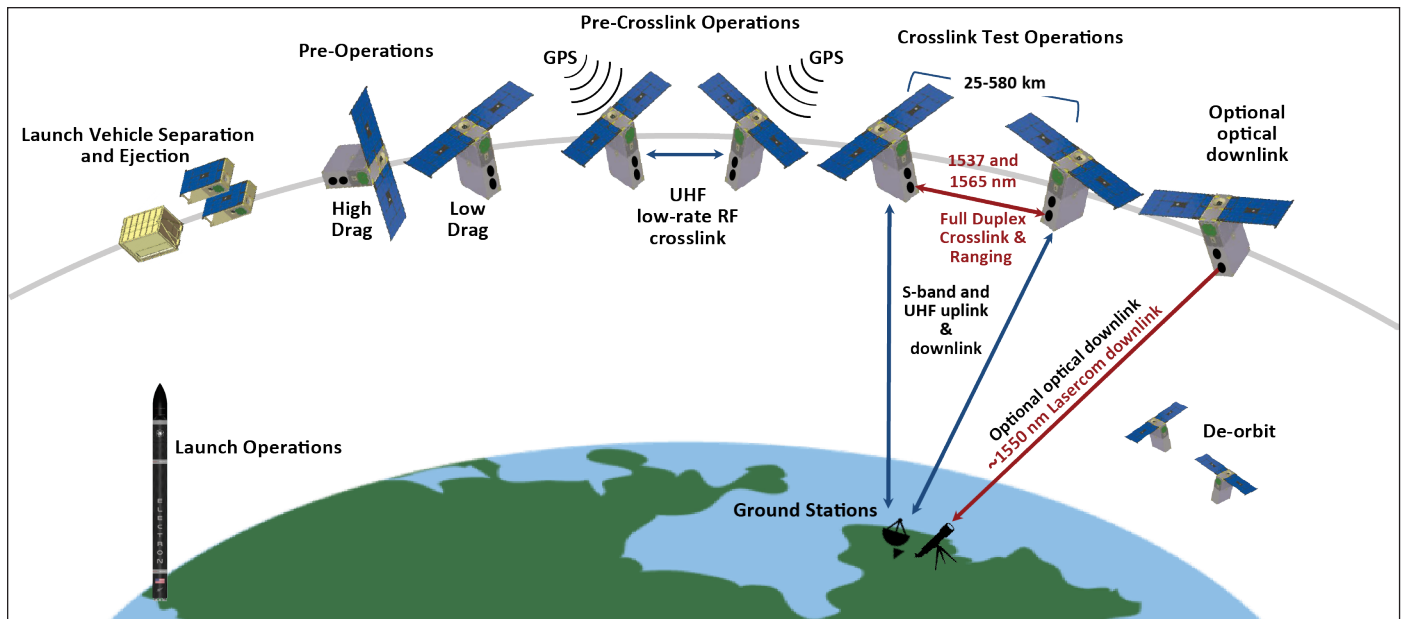 Pre-Crosslink Operations
Pre-Operations
GPS
GPS
Crosslink Test Operations
25-580 km
Launch Vehicle Separation
and Ejection
Optional
optical
downlink
High
Drag
Low
Drag
UHF
low-rate RF
crosslink
1537 and
1565 nm
Full Duplex
Crosslink &
Ranging
S-band and
UHF uplink
&
downlink
Optional optical downlink
~1550 nm Lasercom downlink
De-orbit
Launch Operations
ELECTRON
Ground Stations